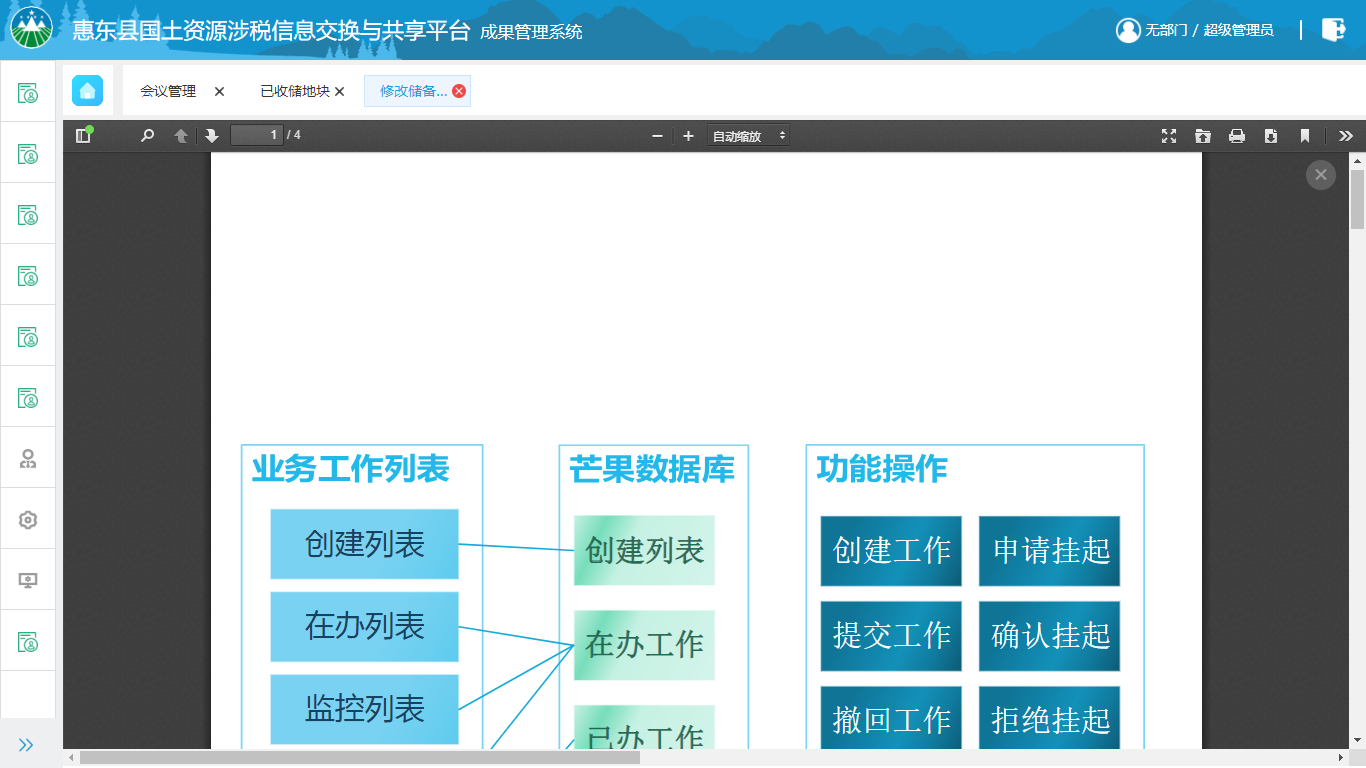 惠东县国土资源涉税信息交换与共享平台 成果管理系统
无部门 / 超级管理员
会议管理
已收储地块
修改储备...
1 / 4
自动缩放
业务工作列表
芒果数据库
功能操作
创建列表
创建列表
创建工作
申请挂起
在办列表
在办工作
提交工作
确认挂起
监控列表
已办工作
撤回工作
拒绝挂起